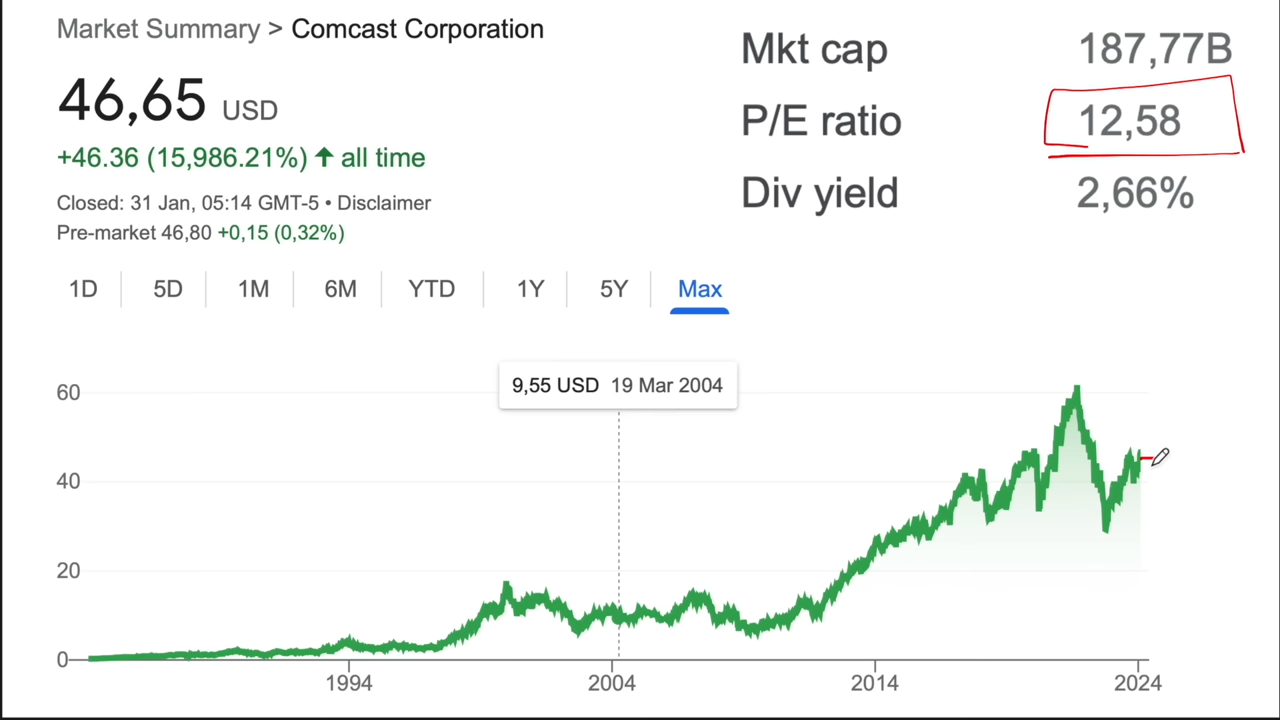 Market Summary > Comcast Corporation
46,65 USD
+46.36 (15,986.21%) ↑ all time
Closed: 31 Jan, 05:14 GMT-5 • Disclaimer
Pre-market 46,80 +0,15 (0,32%)
Mkt cap 187,77B
P/E ratio 12,58
Div yield 2,66%
1D 5D 1M 6M YTD 1Y 5Y Max
9,55 USD 19 Mar 2004
60
40
20
0
1994 2004 2014 2024